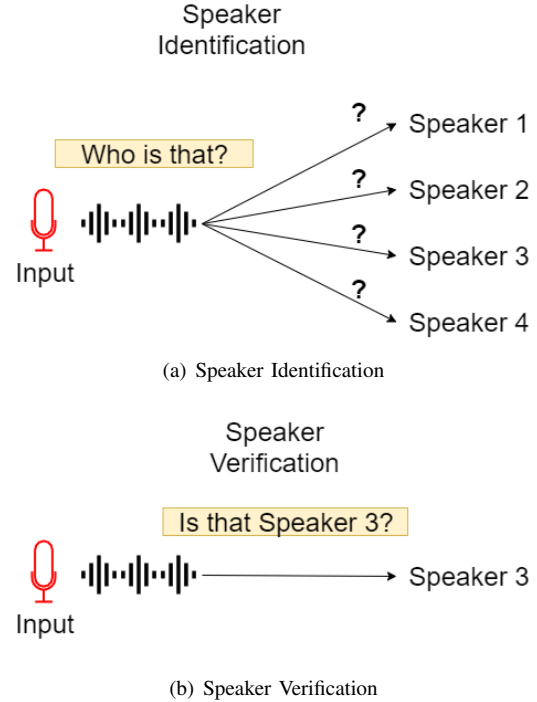 Speaker
Identification
?
Speaker 1
Who is that?
?
Speaker 2
?
Speaker 3
Input
?
Speaker 4
(a) Speaker Identification
Speaker
Verification
Is that Speaker 3?
Speaker 3
Input
(b) Speaker Verification